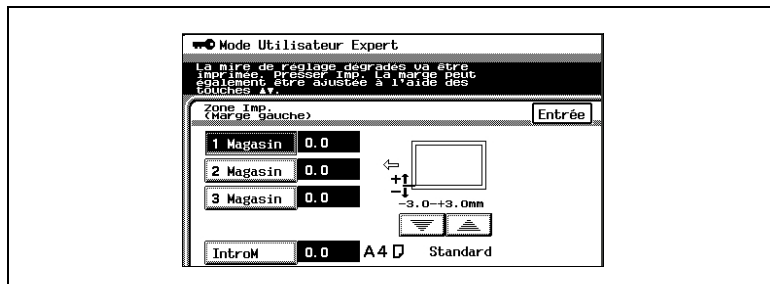 Mode Utilisateur Expert
La mire de réglage dégradés va être
imprimée. Presser Imp. La marge peut
également être ajustée à l'aide des
touches ▲▼.
Zone Imp.
(Marge gauche)
Entrée
1 Magasin 0.0
2 Magasin 0.0
3 Magasin 0.0
+
-
-3.0-+3.0mm
IntroM 0.0 A4 Standard